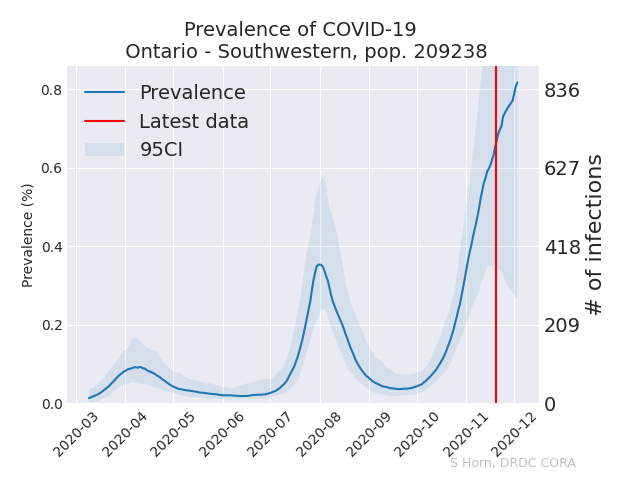 Prevalence of COVID-19
Ontario - Southwestern, pop. 209238
Prevalence
Latest data
95CI
Prevalence (%)
0.8
0.6
0.4
0.2
0.0
836
627
418
209
0
# of infections
2020-03
2020-04
2020-05
2020-06
2020-07
2020-08
2020-09
2020-10
2020-11
2020-12
S Horn, DRDC CORA